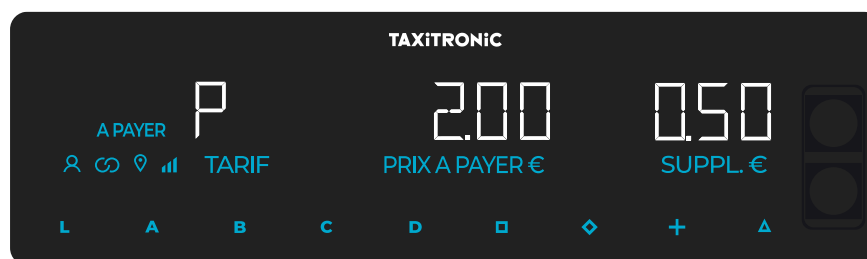 TAXiTRONiC
P 2.00 0.50
A PAYER
TARIF PRIX A PAYER € SUPPL. €
L A B C D